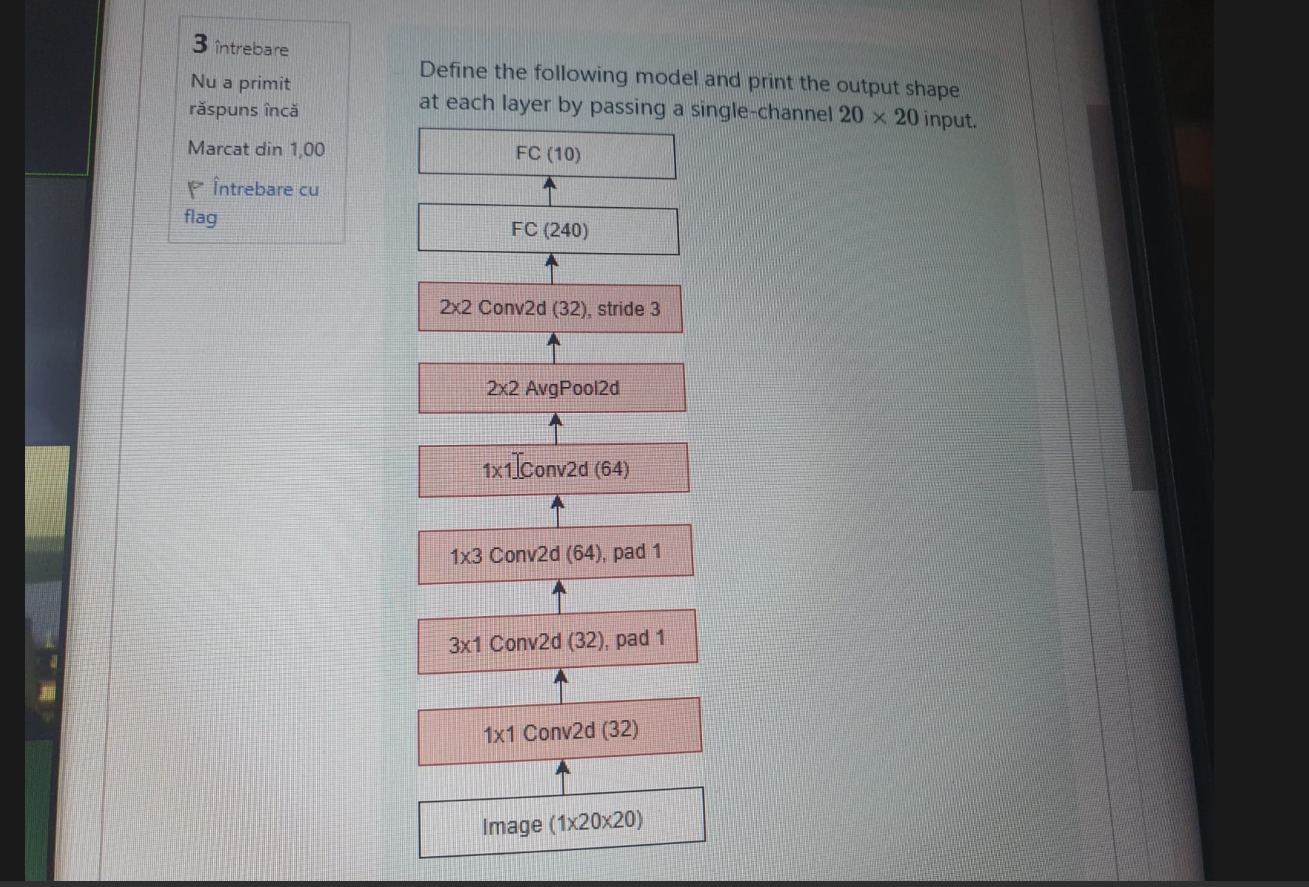 3 întrebare
Nu a primit
răspuns încă
Marcat din 1,00
Întrebare cu
flag
Define the following model and print the output shape
at each layer by passing a single-channel 20 × 20 input.
FC (10)
FC (240)
2x2 Conv2d (32), stride 3
2x2 AvgPool2d
1x1 Conv2d (64)
1x3 Conv2d (64), pad 1
3x1 Conv2d (32), pad 1
1x1 Conv2d (32)
Image (1x20x20)